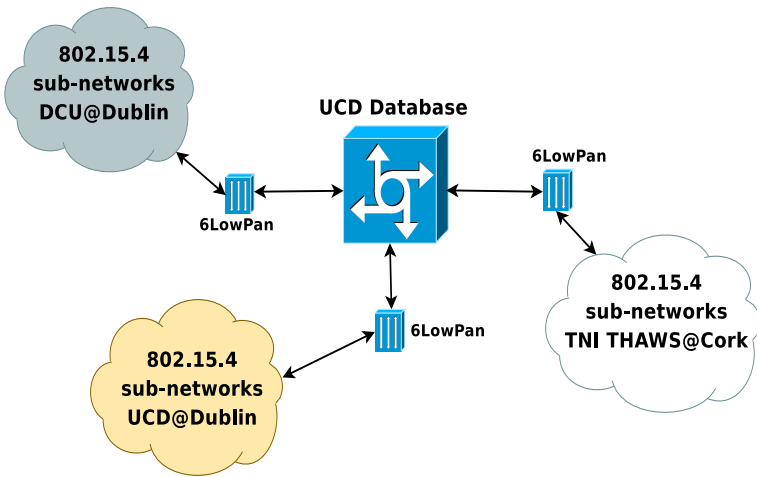 802.15.4
sub-networks
DCU@Dublin
UCD Database
6LowPan
6LowPan
802.15.4
sub-networks
TNI THAWS@Cork
6LowPan
802.15.4
sub-networks
UCD@Dublin